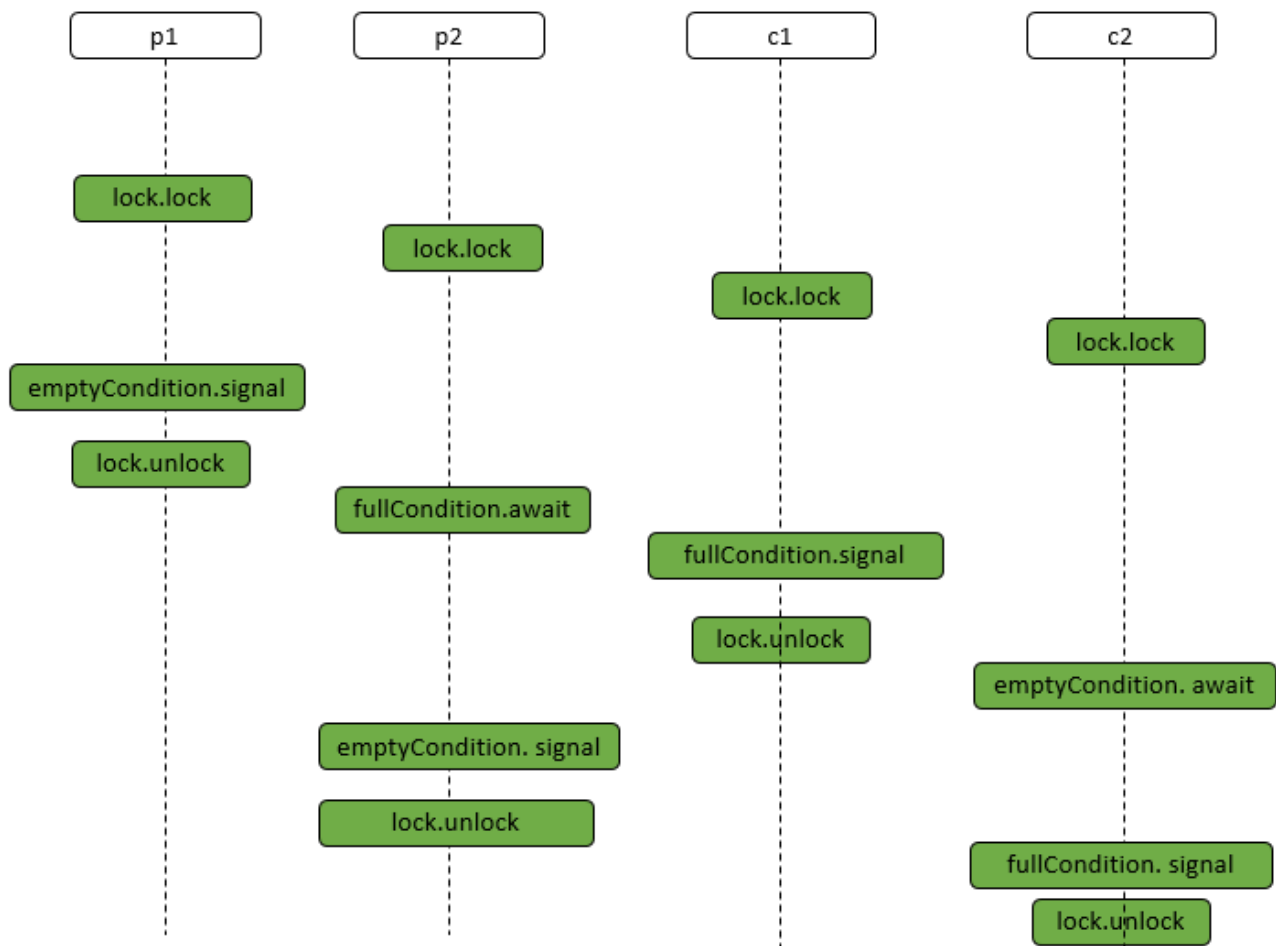 p1
p2
c1
c2
lock.lock
lock.lock
lock.lock
lock.lock
emptyCondition.signal
lock.unlock
fullCondition.await
fullCondition.signal
lock.unlock
emptyCondition. await
emptyCondition. signal
lock.unlock
fullCondition. signal
lock.unlock